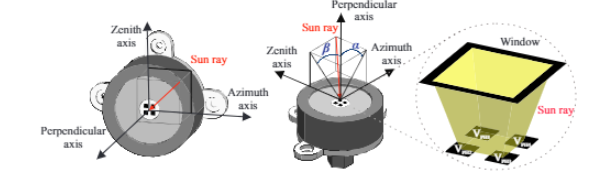 Zenith
axis
Sun ray
Azimuth
axis
Perpendicular
axis
Perpendicular
axis
Sun ray
Zenith
axis
β
α
Azimuth
axis
Window
Sun ray